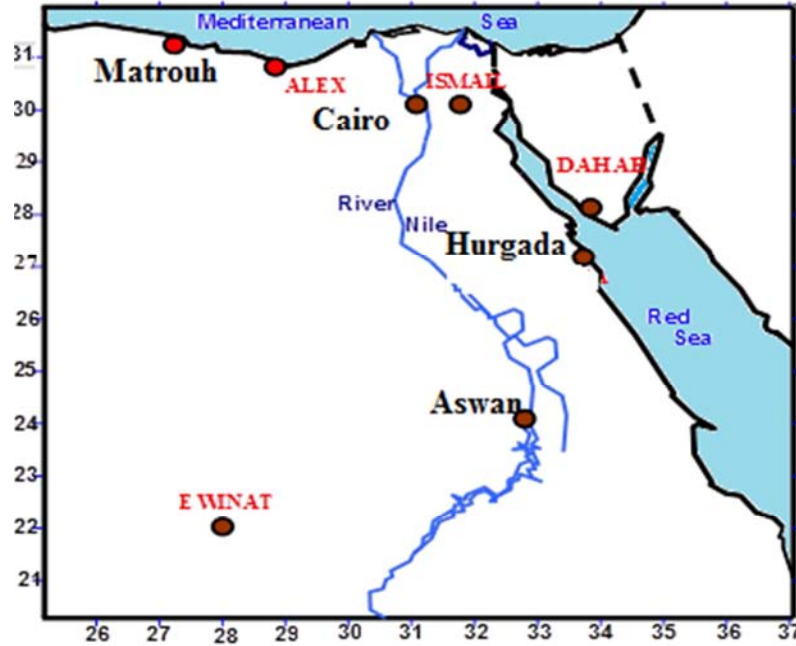 Mediterranean Sea
31
Matrouh
ALEX
ISMAIL
30
Cairo
29
DAHAB
28
River
Nile
Hurgada
27
A
26
Red
Sea
25
Aswan
24
23
E WINAT
22
21
26 27 28 29 30 31 32 33 34 35 36 37